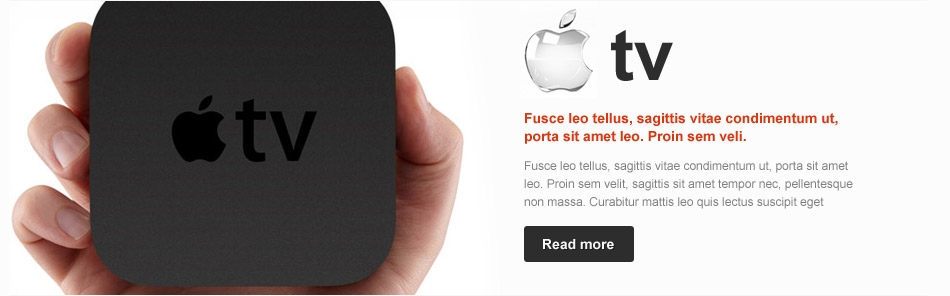 tv
tv
Fusce leo tellus, sagittis vitae condimentum ut,
porta sit amet leo. Proin sem veli.
Fusce leo tellus, sagittis vitae condimentum ut, porta sit amet
leo. Proin sem velit, sagittis sit amet tempor nec, pellentesque
non massa. Curabitur mattis leo quis lectus suscipit eget
Read more